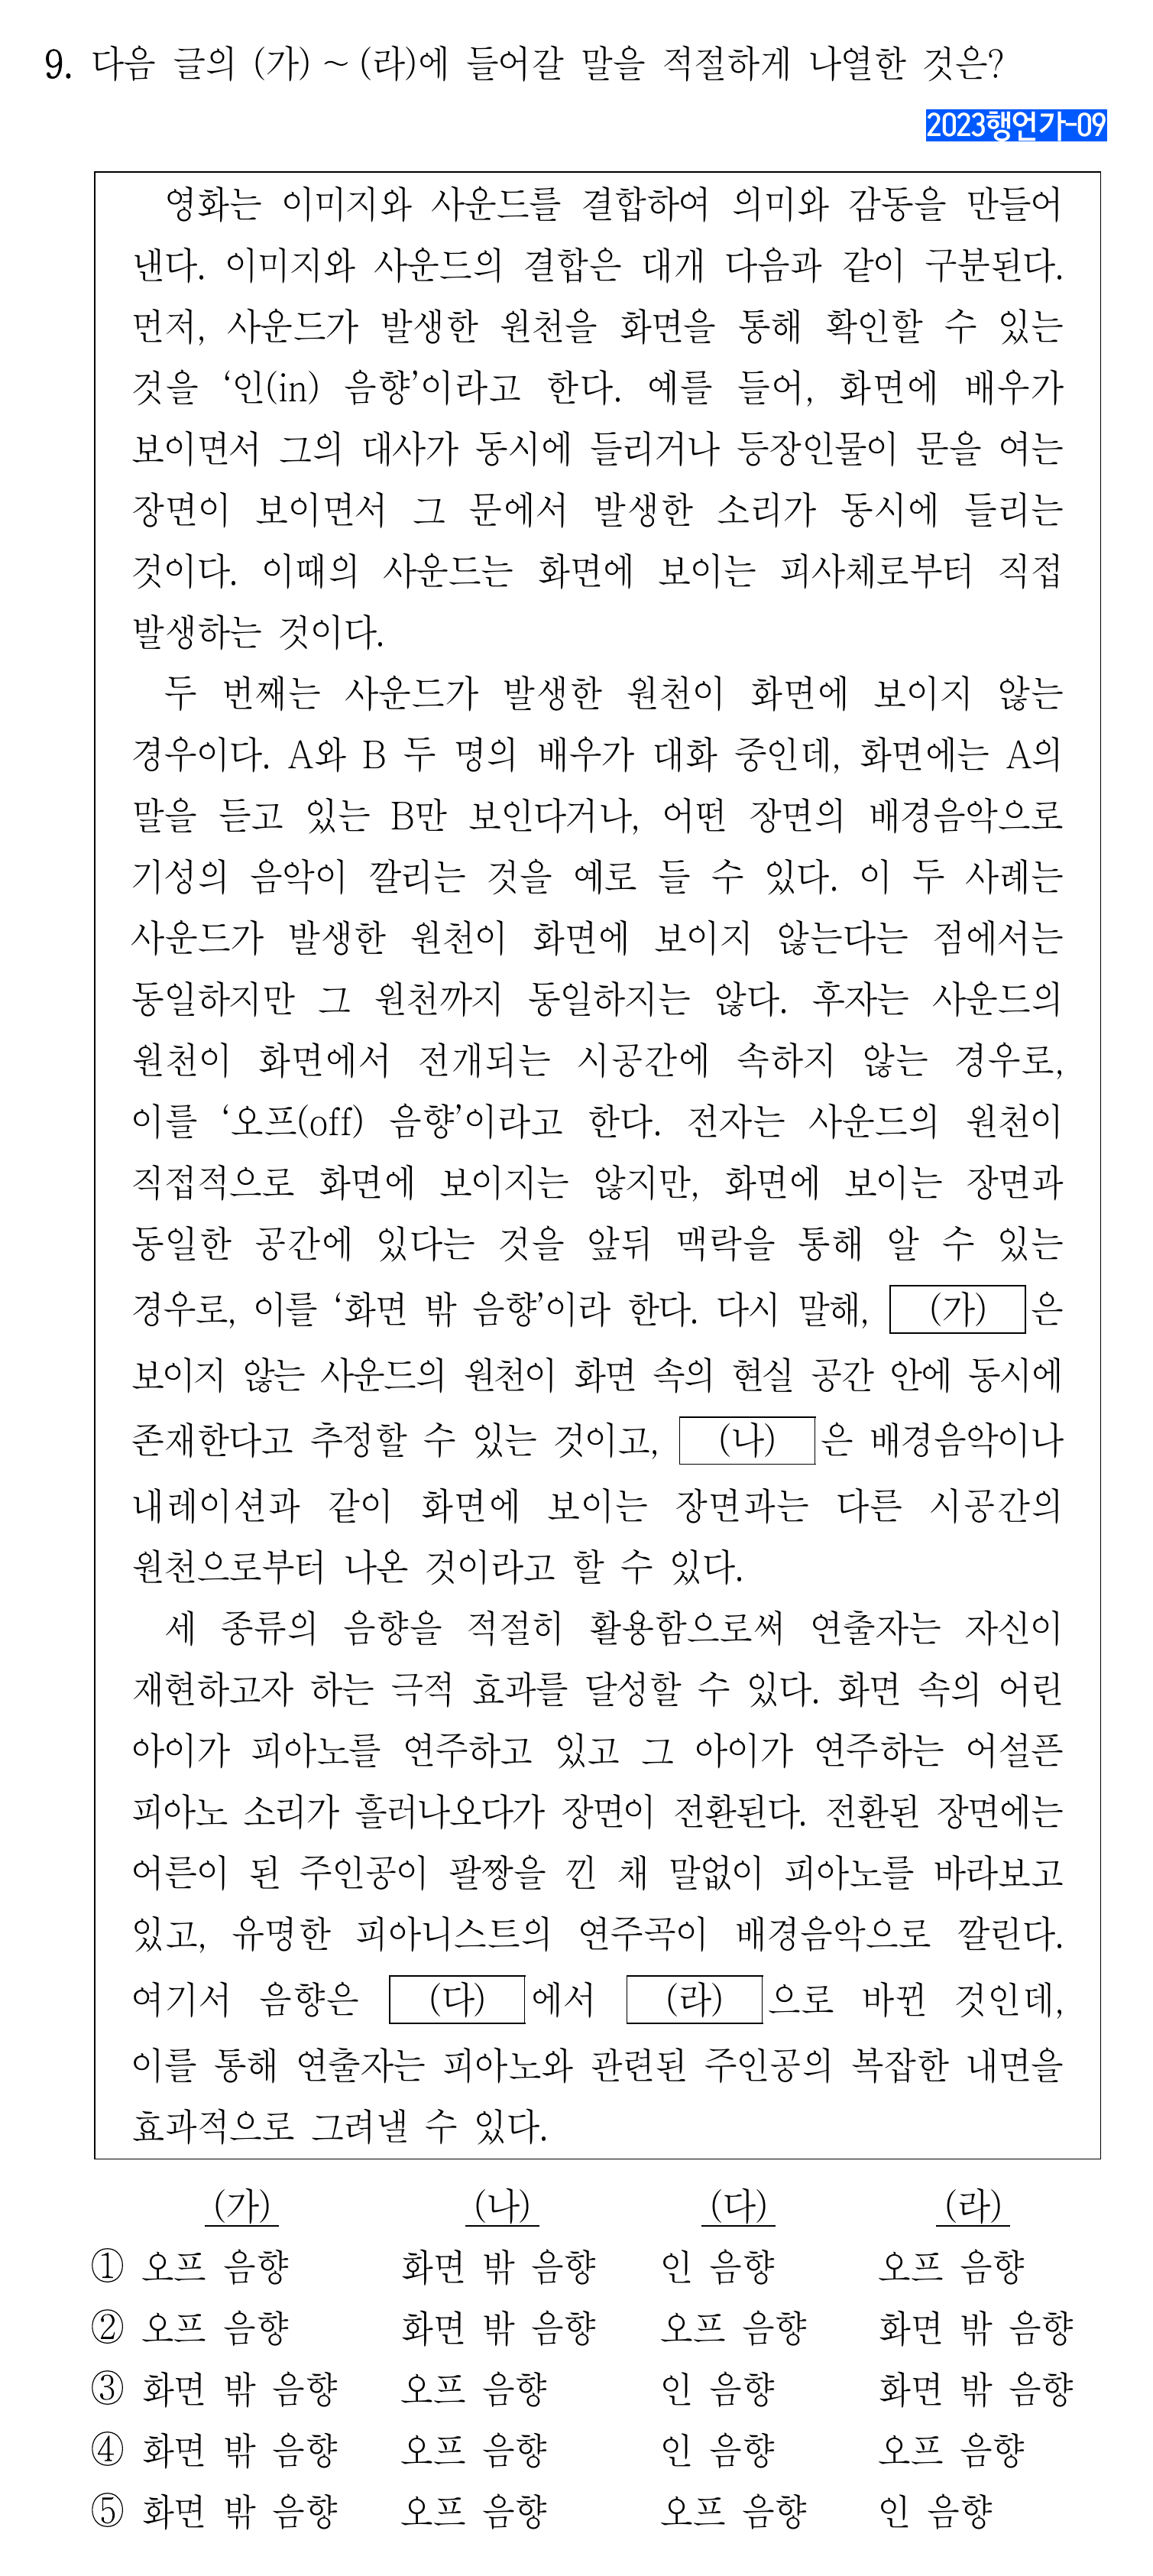 9. 다음 글의 (가) ~ (라)에 들어갈 말을 적절하게 나열한 것은?
2023행언가-09
영화는 이미지와 사운드를 결합하여 의미와 감동을 만들어
낸다. 이미지와 사운드의 결합은 대개 다음과 같이 구분된다.
먼저, 사운드가 발생한 원천을 화면을 통해 확인할 수 있는
것을 ‘인(in) 음향’이라고 한다. 예를 들어, 화면에 배우가
보이면서 그의 대사가 동시에 들리거나 등장인물이 문을 여는
장면이 보이면서 그 문에서 발생한 소리가 동시에 들리는
것이다. 이때의 사운드는 화면에 보이는 피사체로부터 직접
발생하는 것이다.
두 번째는 사운드가 발생한 원천이 화면에 보이지 않는
경우이다. A와 B 두 명의 배우가 대화 중인데, 화면에는 A의
말을 듣고 있는 B만 보인다거나, 어떤 장면의 배경음악으로
기성의 음악이 깔리는 것을 예로 들 수 있다. 이 두 사례는
사운드가 발생한 원천이 화면에 보이지 않는다는 점에서는
동일하지만 그 원천까지 동일하지는 않다. 후자는 사운드의
원천이 화면에서 전개되는 시공간에 속하지 않는 경우로,
이를 ‘오프(off) 음향’이라고 한다. 전자는 사운드의 원천이
직접적으로 화면에 보이지는 않지만, 화면에 보이는 장면과
동일한 공간에 있다는 것을 앞뒤 맥락을 통해 알 수 있는
경우로, 이를 ‘화면 밖 음향’이라 한다. 다시 말해, (가) 은
보이지 않는 사운드의 원천이 화면 속의 현실 공간 안에 동시에
존재한다고 추정할 수 있는 것이고, (나) 은 배경음악이나
내레이션과 같이 화면에 보이는 장면과는 다른 시공간의
원천으로부터 나온 것이라고 할 수 있다.
세 종류의 음향을 적절히 활용함으로써 연출자는 자신이
재현하고자 하는 극적 효과를 달성할 수 있다. 화면 속의 어린
아이가 피아노를 연주하고 있고 그 아이가 연주하는 어설픈
피아노 소리가 흘러나오다가 장면이 전환된다. 전환된 장면에는
어른이 된 주인공이 팔짱을 낀 채 말없이 피아노를 바라보고
있고, 유명한 피아니스트의 연주곡이 배경음악으로 깔린다.
여기서 음향은 (다) 에서 (라) 으로 바뀐 것인데,
이를 통해 연출자는 피아노와 관련된 주인공의 복잡한 내면을
효과적으로 그려낼 수 있다.
(가) (나) (다) (라)
① 오프 음향 화면 밖 음향 인 음향 오프 음향
② 오프 음향 화면 밖 음향 오프 음향 화면 밖 음향
③ 화면 밖 음향 오프 음향 인 음향 화면 밖 음향
④ 화면 밖 음향 오프 음향 인 음향 오프 음향
⑤ 화면 밖 음향 오프 음향 오프 음향 인 음향